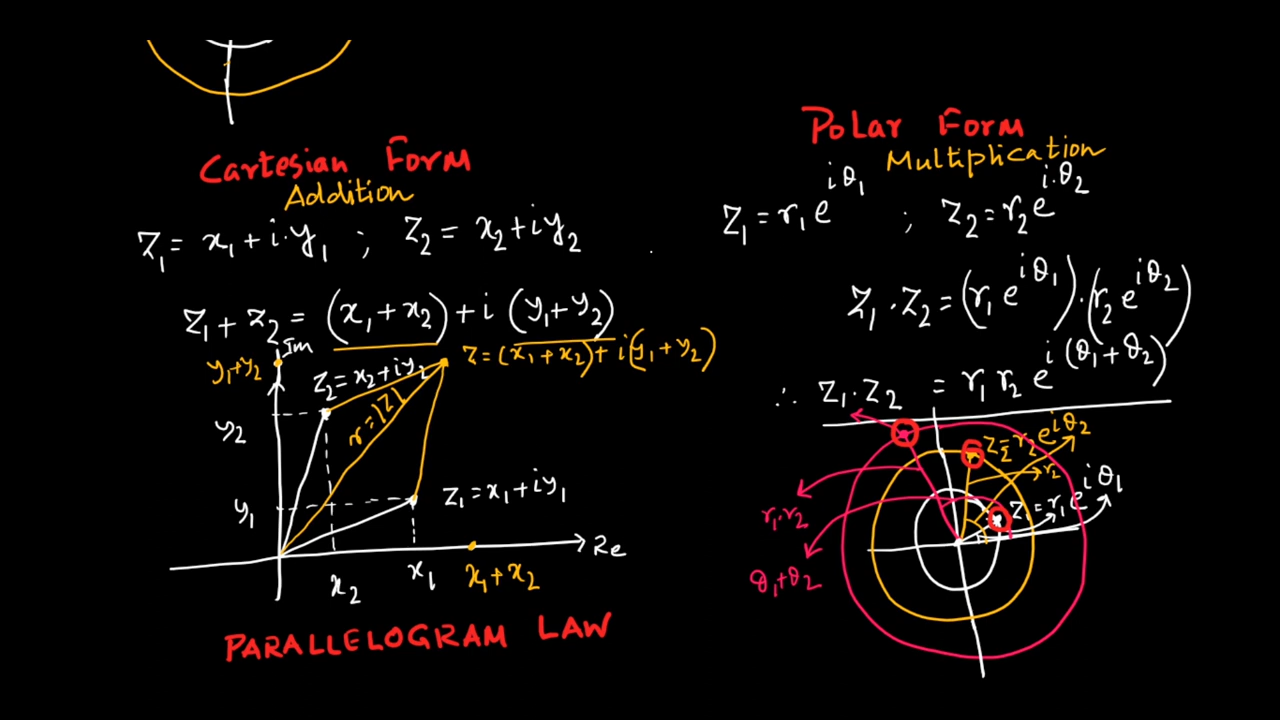 Cartesian Form
Addition
Z₁ = x₁ + i.y₁ ; Z₂ = x₂ + iy₂
Z₁ + Z₂ = (x₁ + x₂) + i (y₁ + y₂)
Im
y₁+y₂
Z = (x₁ + x₂) + i(y₁ + y₂)
Z₂ = x₂ + iy₂
r = |Z|
y₂
y₁
Z₁ = x₁ + iy₁
Re
x₂
x₁
x₁ + x₂
PARALLELOGRAM LAW
Polar Form
Multiplication
Z₁ = r₁ e^{iθ₁} ; Z₂ = r₂ e^{i.θ₂}
Z₁ . Z₂ = (r₁ e^{iθ₁}) . (r₂ e^{iθ₂})
∴ Z₁ . Z₂ = r₁ r₂ e^{i(θ₁ + θ₂)}
Z₂ = r₂ e^{iθ₂}
r₂
Z₁ = r₁ e^{iθ₁}
r₁.r₂
θ₁+θ₂